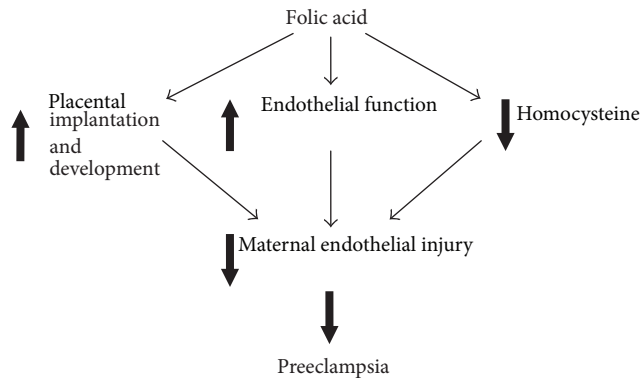 Folic acid
Placental
implantation
and
development
Endothelial function
Homocysteine
Maternal endothelial injury
Preeclampsia